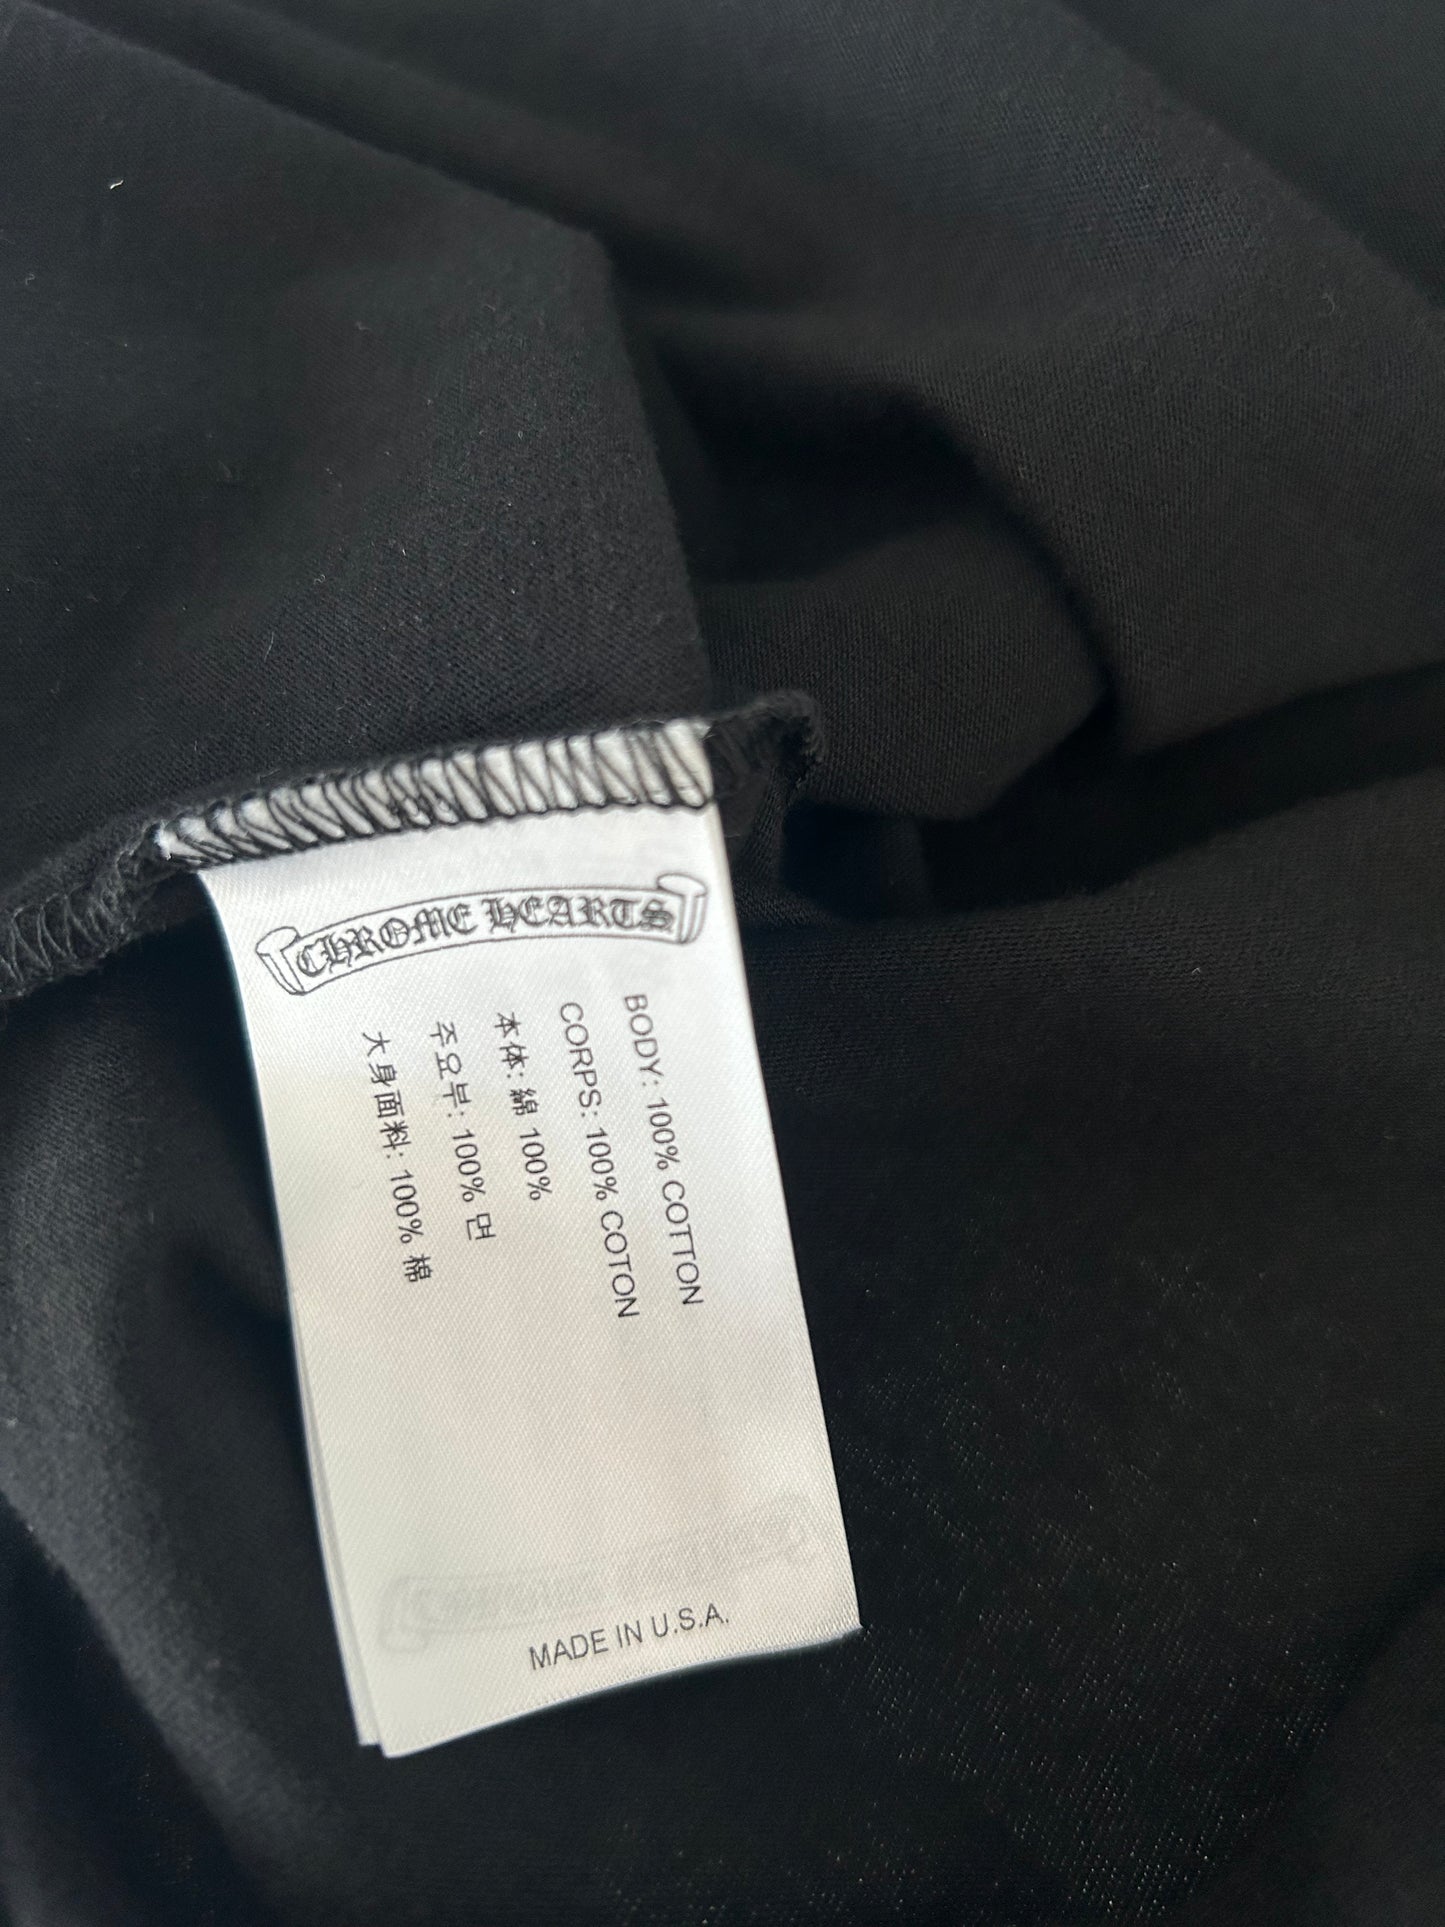 CHROME HEARTS
BODY: 100% COTTON
CORPS: 100% COTON
本体: 綿 100%
주요부: 100% 면
大身面料: 100% 棉
MADE IN U.S.A.